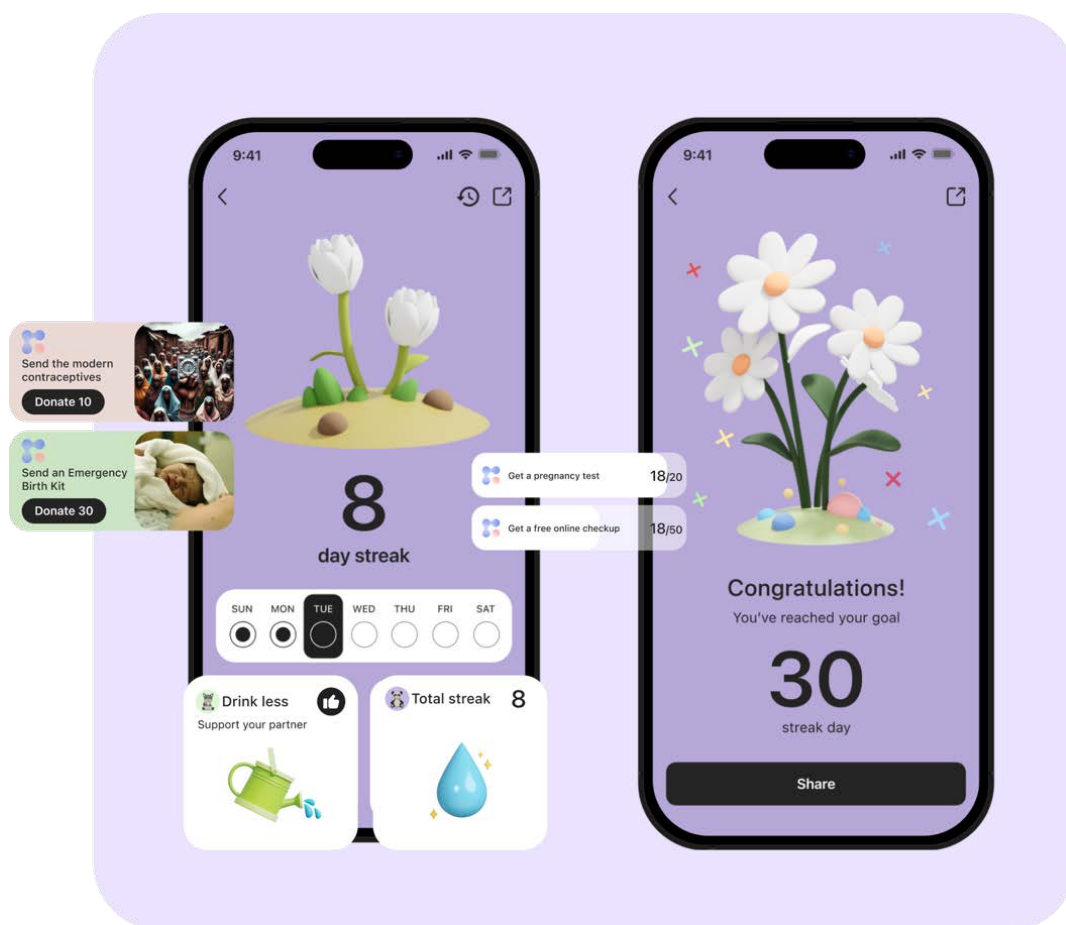 9:41
8
day streak
SUN MON TUE WED THU FRI SAT
Drink less
Support your partner
Total streak 8
Send the modern
contraceptives
Donate 10
Send an Emergency
Birth Kit
Donate 30
Get a pregnancy test 18/20
Get a free online checkup 18/50
9:41
Congratulations!
You've reached your goal
30
streak day
Share